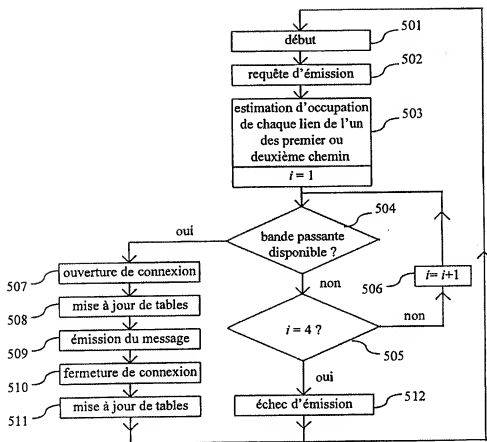 501
début
502
requête d'émission
estimation d'occupation
de chaque lien de l'un
des premier ou
deuxième chemin
503
i = 1
504
oui
bande passante
disponible ?
507
ouverture de connexion
non
506
i= i+1
508
mise à jour de tables
509
émission du message
i = 4 ?
non
505
510
fermeture de connexion
oui
511
mise à jour de tables
échec d'émission
512